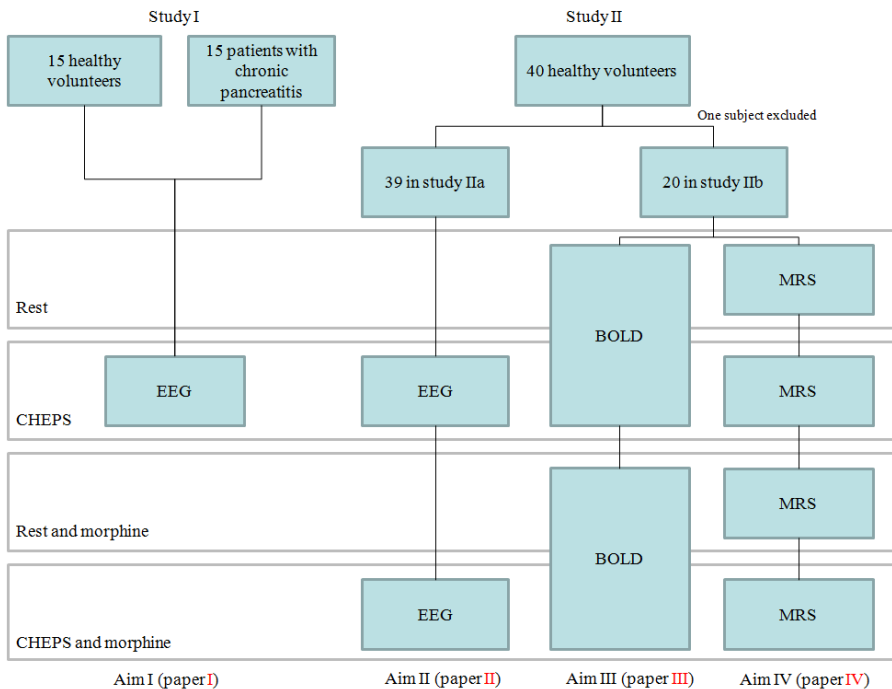 Study I
Study II
15 healthy
volunteers
15 patients with
chronic
pancreatitis
40 healthy volunteers
One subject excluded
39 in study IIa
20 in study IIb
Rest
BOLD
MRS
CHEPS
EEG
EEG
MRS
Rest and morphine
BOLD
MRS
CHEPS and morphine
EEG
MRS
Aim I (paper I)
Aim II (paper II)
Aim III (paper III)
Aim IV (paper IV)